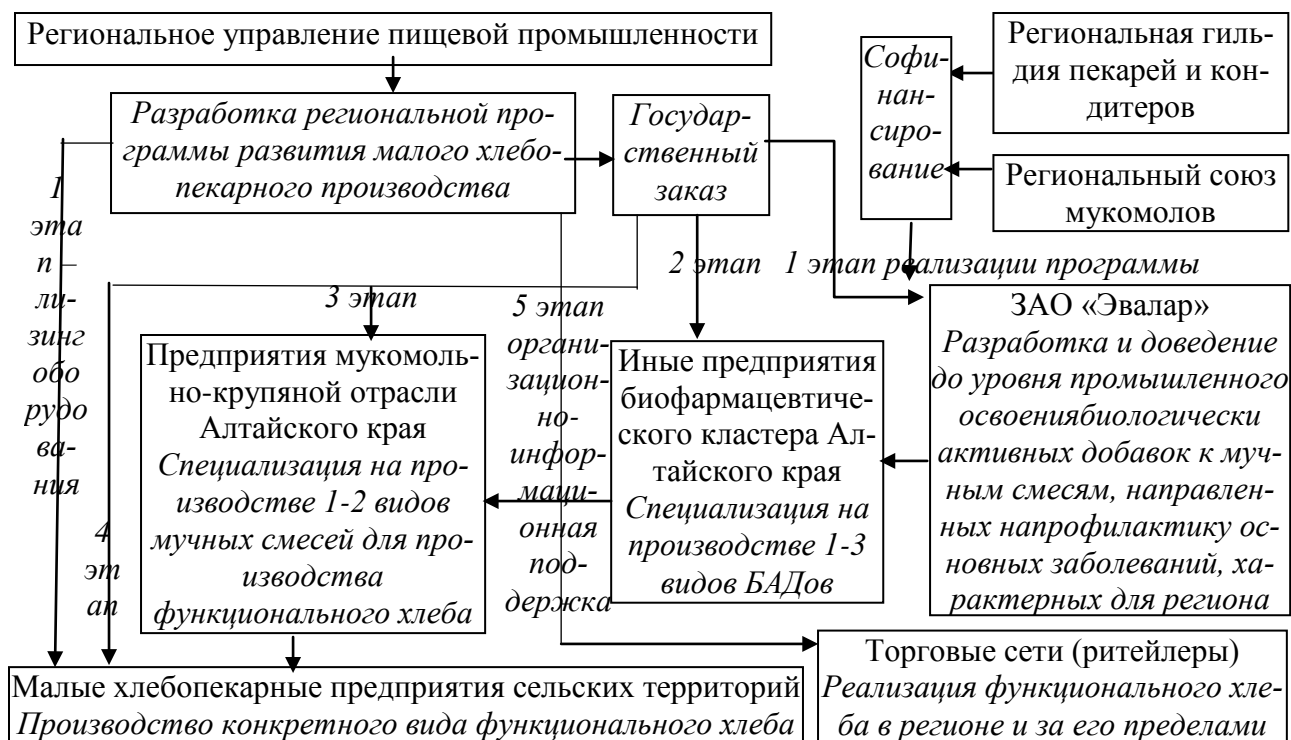 Региональное управление пищевой промышленности
Разработка региональной про-
граммы развития малого хлебо-
пекарного производства
Государ-
ственный
заказ
Софи-
нан-
сиро-
вание
Региональная гиль-
дия пекарей и кон-
дитеров
Региональный союз
мукомолов
1
эта
п –
ли-
зинг
обо
рудо
ва-
ния
2 этап
1 этап реализации программы
3 этап
4
эт
ап
5 этап
органи-
зацион-
но-
инфор-
маци-
онная
под-
держка
Предприятия мукомоль-
но-крупяной отрасли
Алтайского края
Специализация на про-
изводстве 1-2 видов
мучных смесей для про-
изводства
функционального хлеба
Иные предприятия
биофармацевтиче-
ского кластера Ал-
тайского края
Специализация на
производстве 1-3
видов БАДов
ЗАО «Эвалар»
Разработка и доведение
до уровня промышленного
освоениябиологически
активных добавок к муч-
ным смесям, направлен-
ных напрофилактику ос-
новных заболеваний, ха-
рактерных для региона
Малые хлебопекарные предприятия сельских территорий
Производство конкретного вида функционального хлеба
Торговые сети (ритейлеры)
Реализация функционального хле-
ба в регионе и за его пределами